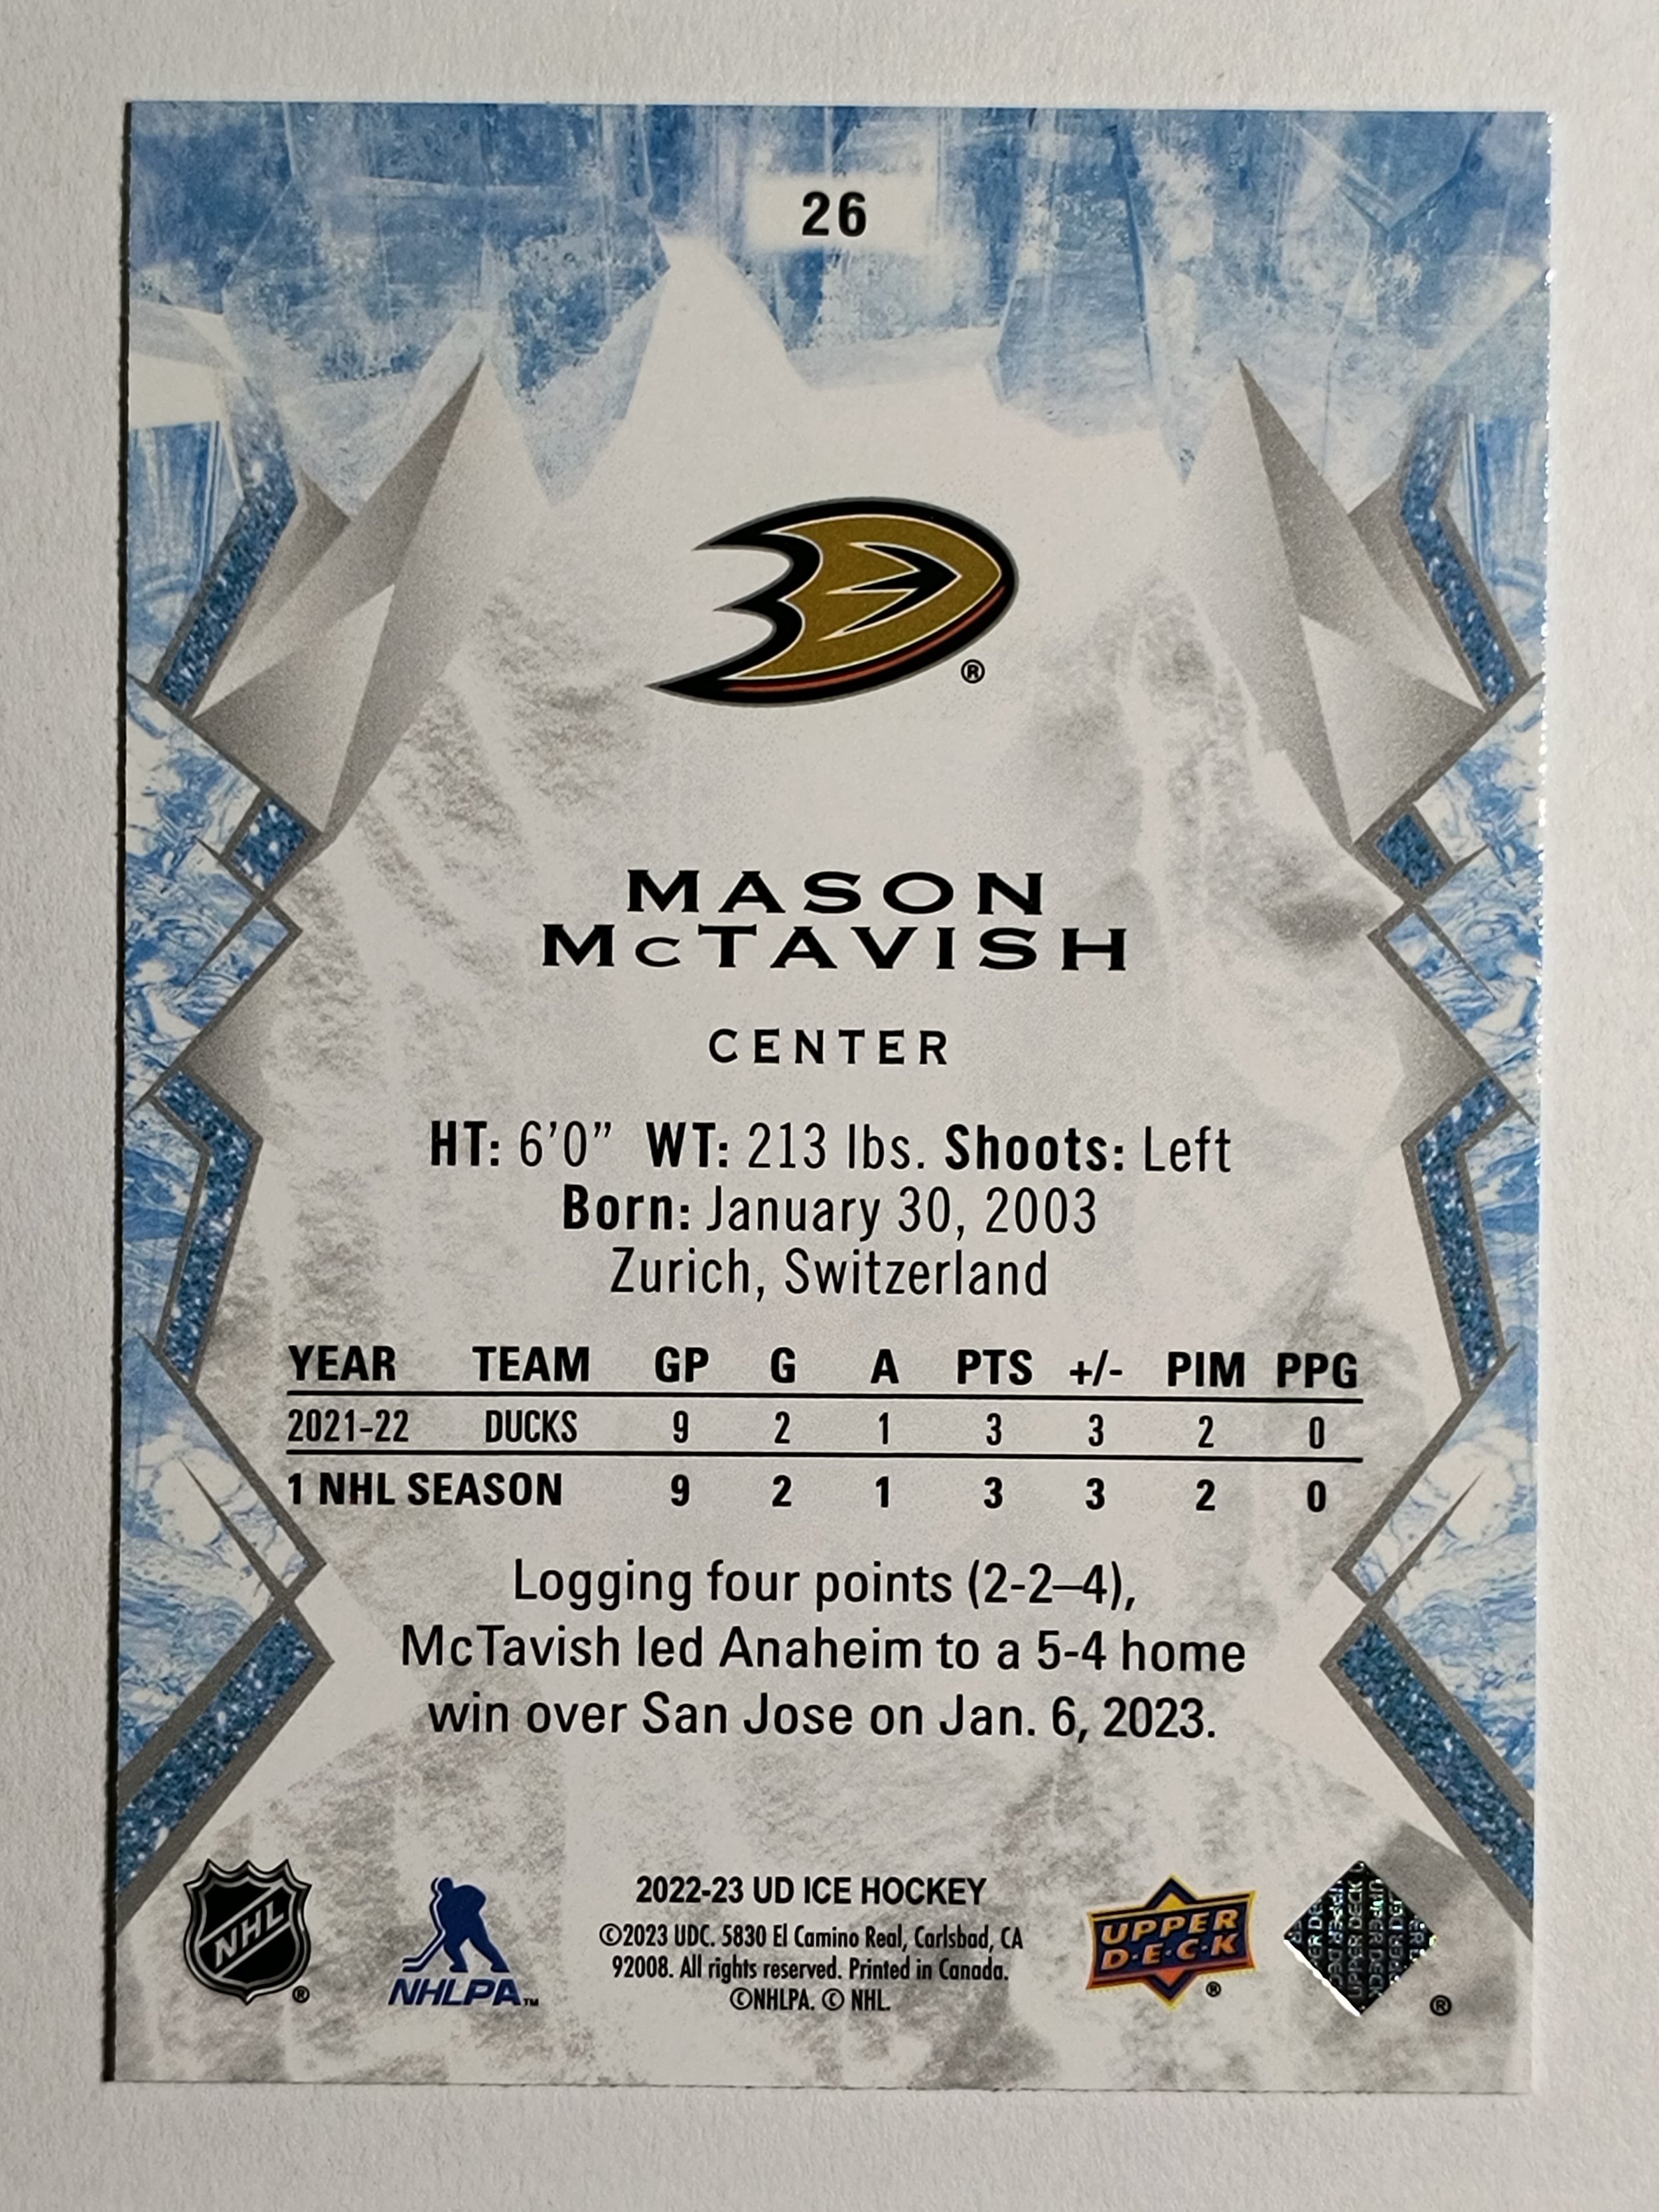 26
®
MASON
McTAVISH
CENTER
HT: 6’0” WT: 213 lbs. Shoots: Left
Born: January 30, 2003
Zurich, Switzerland
YEAR TEAM GP G A PTS +/- PIM PPG
2021-22 DUCKS 9 2 1 3 3 2 0
1 NHL SEASON 9 2 1 3 3 2 0
Logging four points (2-2–4),
McTavish led Anaheim to a 5-4 home
win over San Jose on Jan. 6, 2023.
NHL ®
NHLPA™
2022-23 UD ICE HOCKEY
©2023 UDC. 5830 El Camino Real, Carlsbad, CA
92008. All rights reserved. Printed in Canada.
©NHLPA. © NHL.
UPPER
D·E·C·K ®
UPPER DECK
®